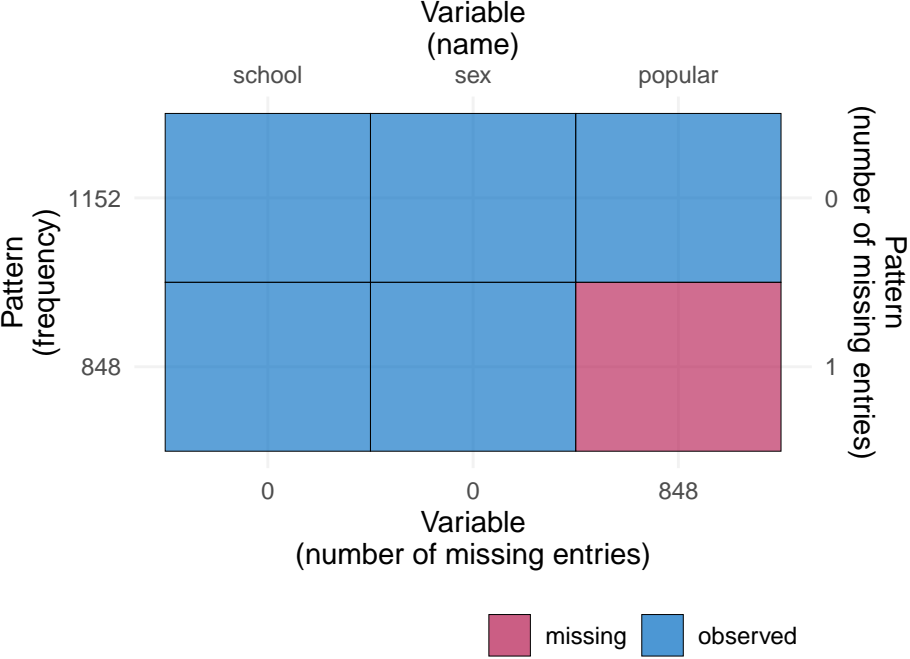 Variable
(name)
school sex popular
Pattern
(frequency)
1152
848
0
1
Pattern
(number of missing entries)
0 0 848
Variable
(number of missing entries)
missing observed